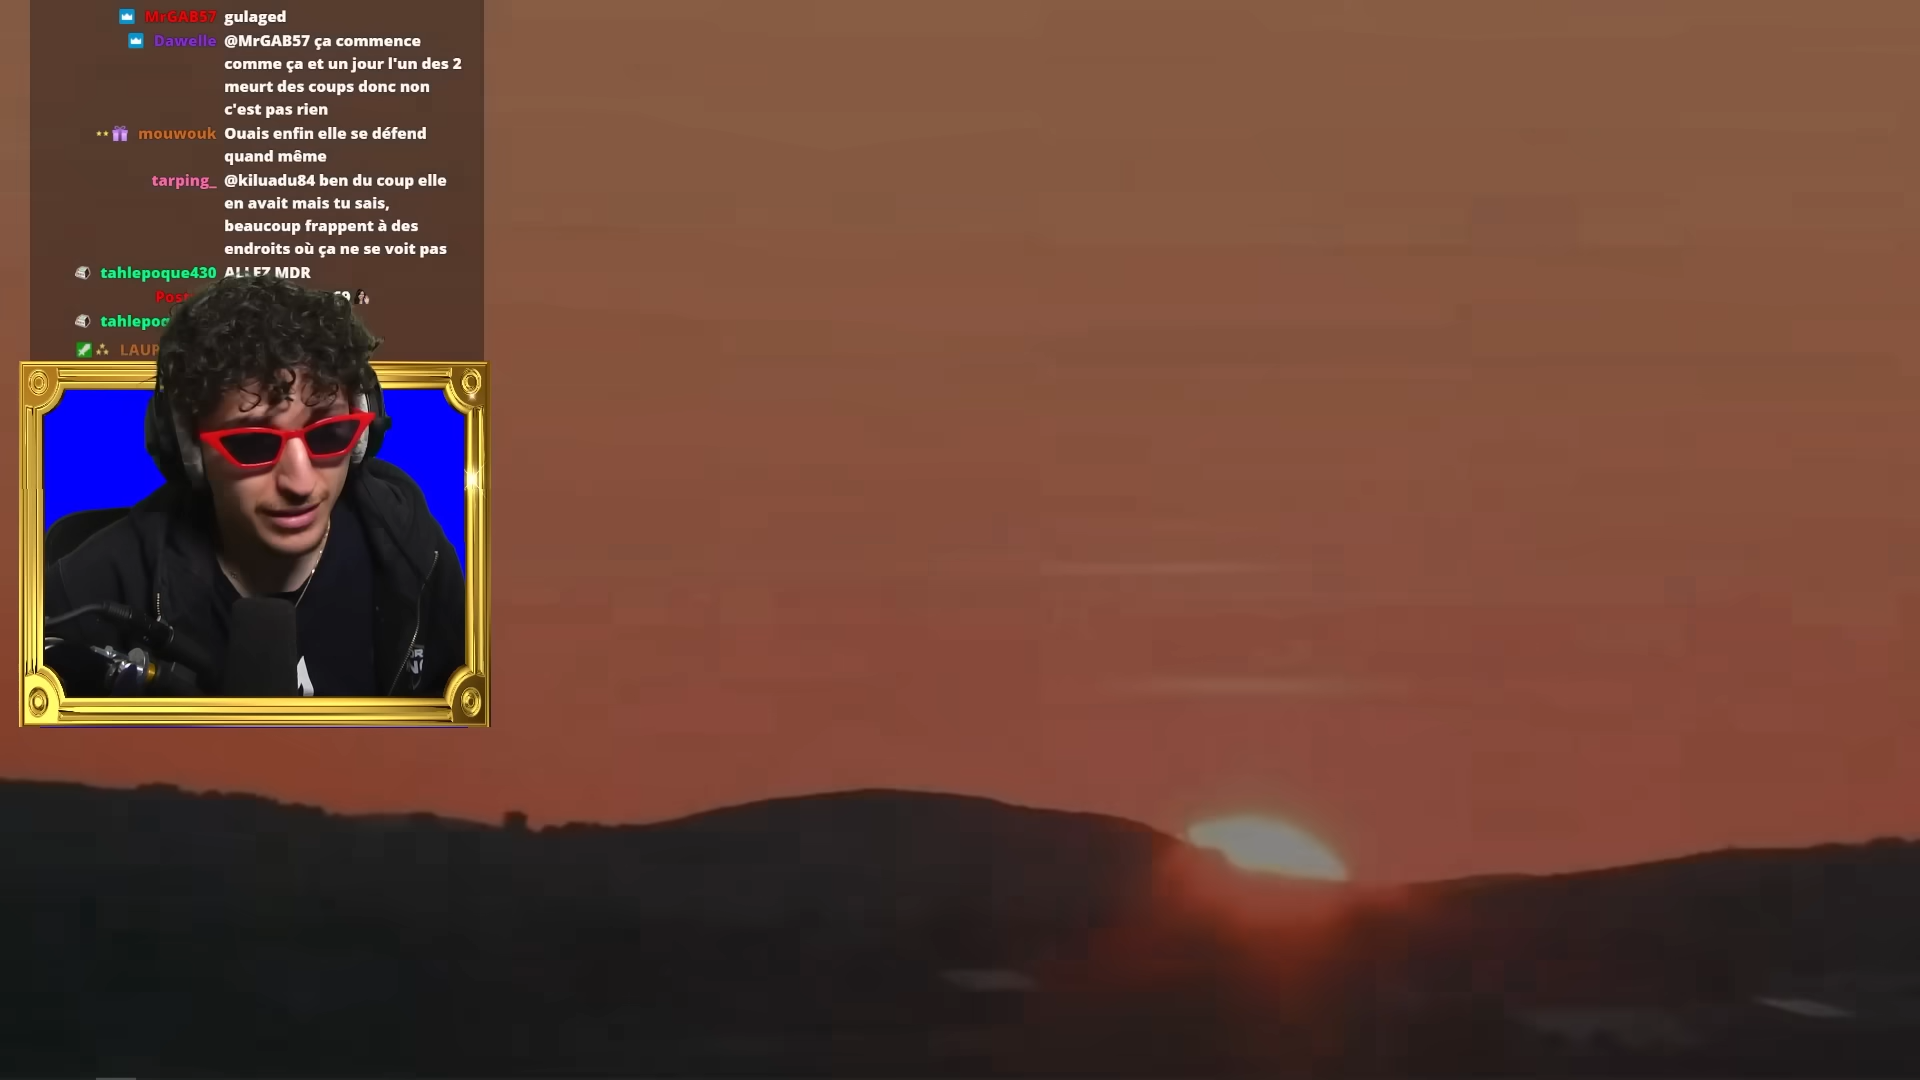 MrGAB57 gulaged
Dawelle @MrGAB57 ça commence
comme ça et un jour l'un des 2
meurt des coups donc non
c'est pas rien
mouwouk Ouais enfin elle se défend
quand même
tarping_ @kiluadu84 ben du coup elle
en avait mais tu sais,
beaucoup frappent à des
endroits où ça ne se voit pas
tahlepoque430 ALLEZ MDR